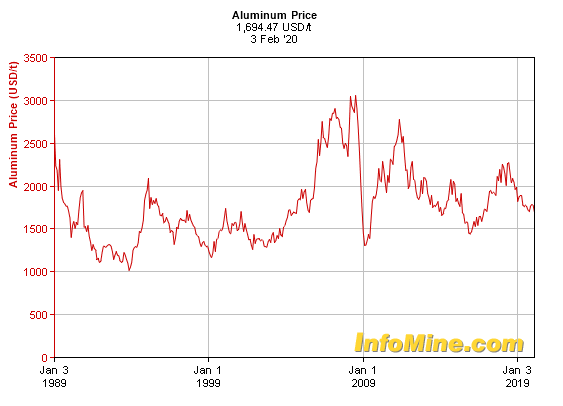 Aluminum Price
1,694.47 USD/t
3 Feb '20
Aluminum Price (USD/t)
3500
3000
2500
2000
1500
1000
500
0
InfoMine.com
Jan 3 Jan 1 Jan 1 Jan 3
1989 1999 2009 2019